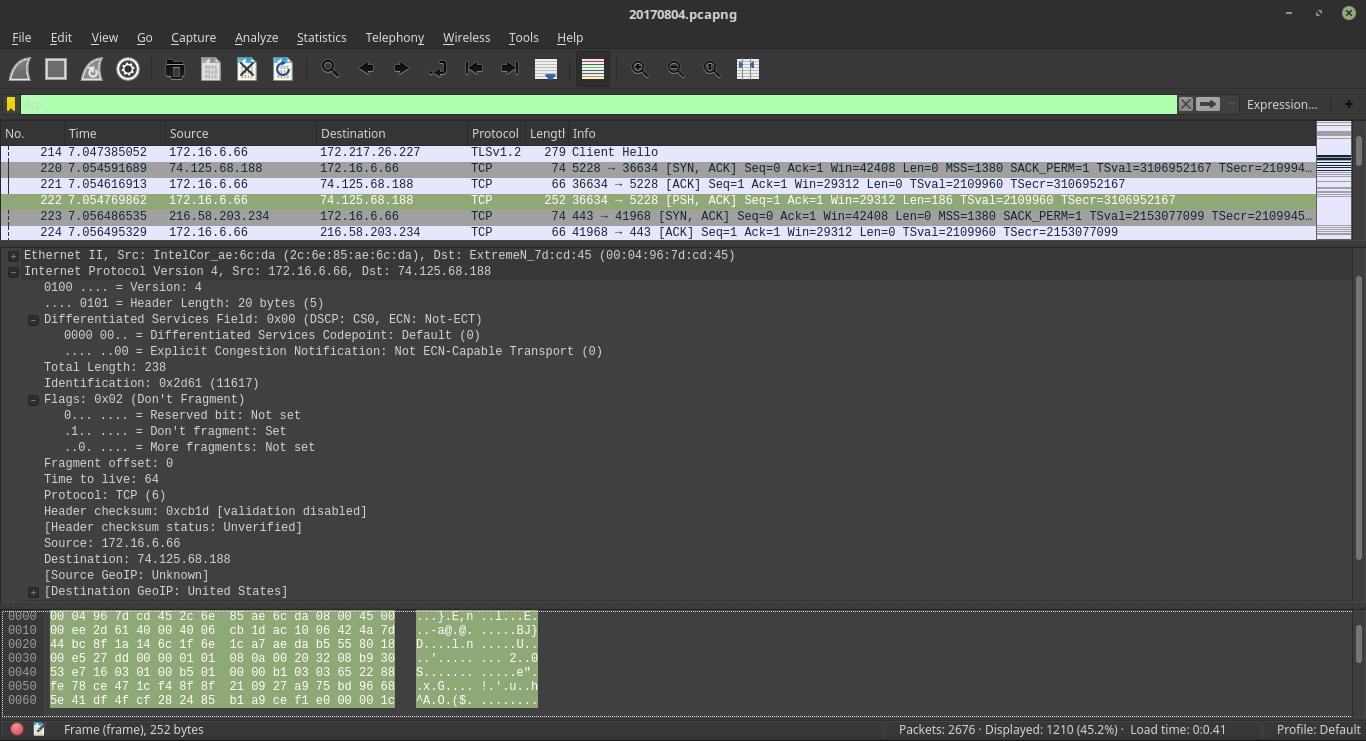 20170804.pcapng
File Edit View Go Capture Analyze Statistics Telephony Wireless Tools Help
tcp
Expression... +
No. Time Source Destination Protocol Length Info
214 7.047385052 172.16.6.66 172.217.26.227 TLSv1.2 279 Client Hello
220 7.054591689 74.125.68.188 172.16.6.66 TCP 74 5228 → 36634 [SYN, ACK] Seq=0 Ack=1 Win=42408 Len=0 MSS=1380 SACK_PERM=1 TSval=3106952167 TSecr=210994...
221 7.054616913 172.16.6.66 74.125.68.188 TCP 66 36634 → 5228 [ACK] Seq=1 Ack=1 Win=29312 Len=0 TSval=2109960 TSecr=3106952167
222 7.054769862 172.16.6.66 74.125.68.188 TCP 252 36634 → 5228 [PSH, ACK] Seq=1 Ack=1 Win=29312 Len=186 TSval=2109960 TSecr=3106952167
223 7.056486535 216.58.203.234 172.16.6.66 TCP 74 443 → 41968 [SYN, ACK] Seq=0 Ack=1 Win=42408 Len=0 MSS=1380 SACK_PERM=1 TSval=2153077099 TSecr=2109945...
224 7.056495329 172.16.6.66 216.58.203.234 TCP 66 41968 → 443 [ACK] Seq=1 Ack=1 Win=29312 Len=0 TSval=2109960 TSecr=2153077099
Ethernet II, Src: IntelCor_ae:6c:da (2c:6e:85:ae:6c:da), Dst: ExtremeN_7d:cd:45 (00:04:96:7d:cd:45)
Internet Protocol Version 4, Src: 172.16.6.66, Dst: 74.125.68.188
0100 .... = Version: 4
.... 0101 = Header Length: 20 bytes (5)
Differentiated Services Field: 0x00 (DSCP: CS0, ECN: Not-ECT)
0000 00.. = Differentiated Services Codepoint: Default (0)
.... ..00 = Explicit Congestion Notification: Not ECN-Capable Transport (0)
Total Length: 238
Identification: 0x2d61 (11617)
Flags: 0x02 (Don't Fragment)
0... .... = Reserved bit: Not set
.1.. .... = Don't fragment: Set
..0. .... = More fragments: Not set
Fragment offset: 0
Time to live: 64
Protocol: TCP (6)
Header checksum: 0xcb1d [validation disabled]
[Header checksum status: Unverified]
Source: 172.16.6.66
Destination: 74.125.68.188
[Source GeoIP: Unknown]
[Destination GeoIP: United States]
0000 00 04 96 7d cd 45 2c 6e 85 ae 6c da 08 00 45 00 ...}.E,n ..l...E.
0010 00 ee 2d 61 40 00 40 06 cb 1d ac 10 06 42 4a 7d ..-a@.@. .....BJ}
0020 44 bc 8f 1a 14 6c 1f 6e 1c a7 ae da b5 55 80 18 D....l.n .....U..
0030 00 e5 27 dd 00 00 01 01 08 0a 00 20 32 08 b9 30 ..'..... ... 2..0
0040 53 e7 16 03 01 00 b5 01 00 00 b1 03 03 65 22 88 S....... .....e".
0050 fe 78 ce 47 1c f4 8f 8f 21 09 27 a9 75 bd 96 68 .x.G.... !.'.u..h
0060 5e 41 df 4f cf 28 24 85 b1 a9 ce f1 e0 00 00 1c ^A.O.($. ........
Frame (frame), 252 bytes
Packets: 2676 · Displayed: 1210 (45.2%) · Load time: 0:0.41
Profile: Default